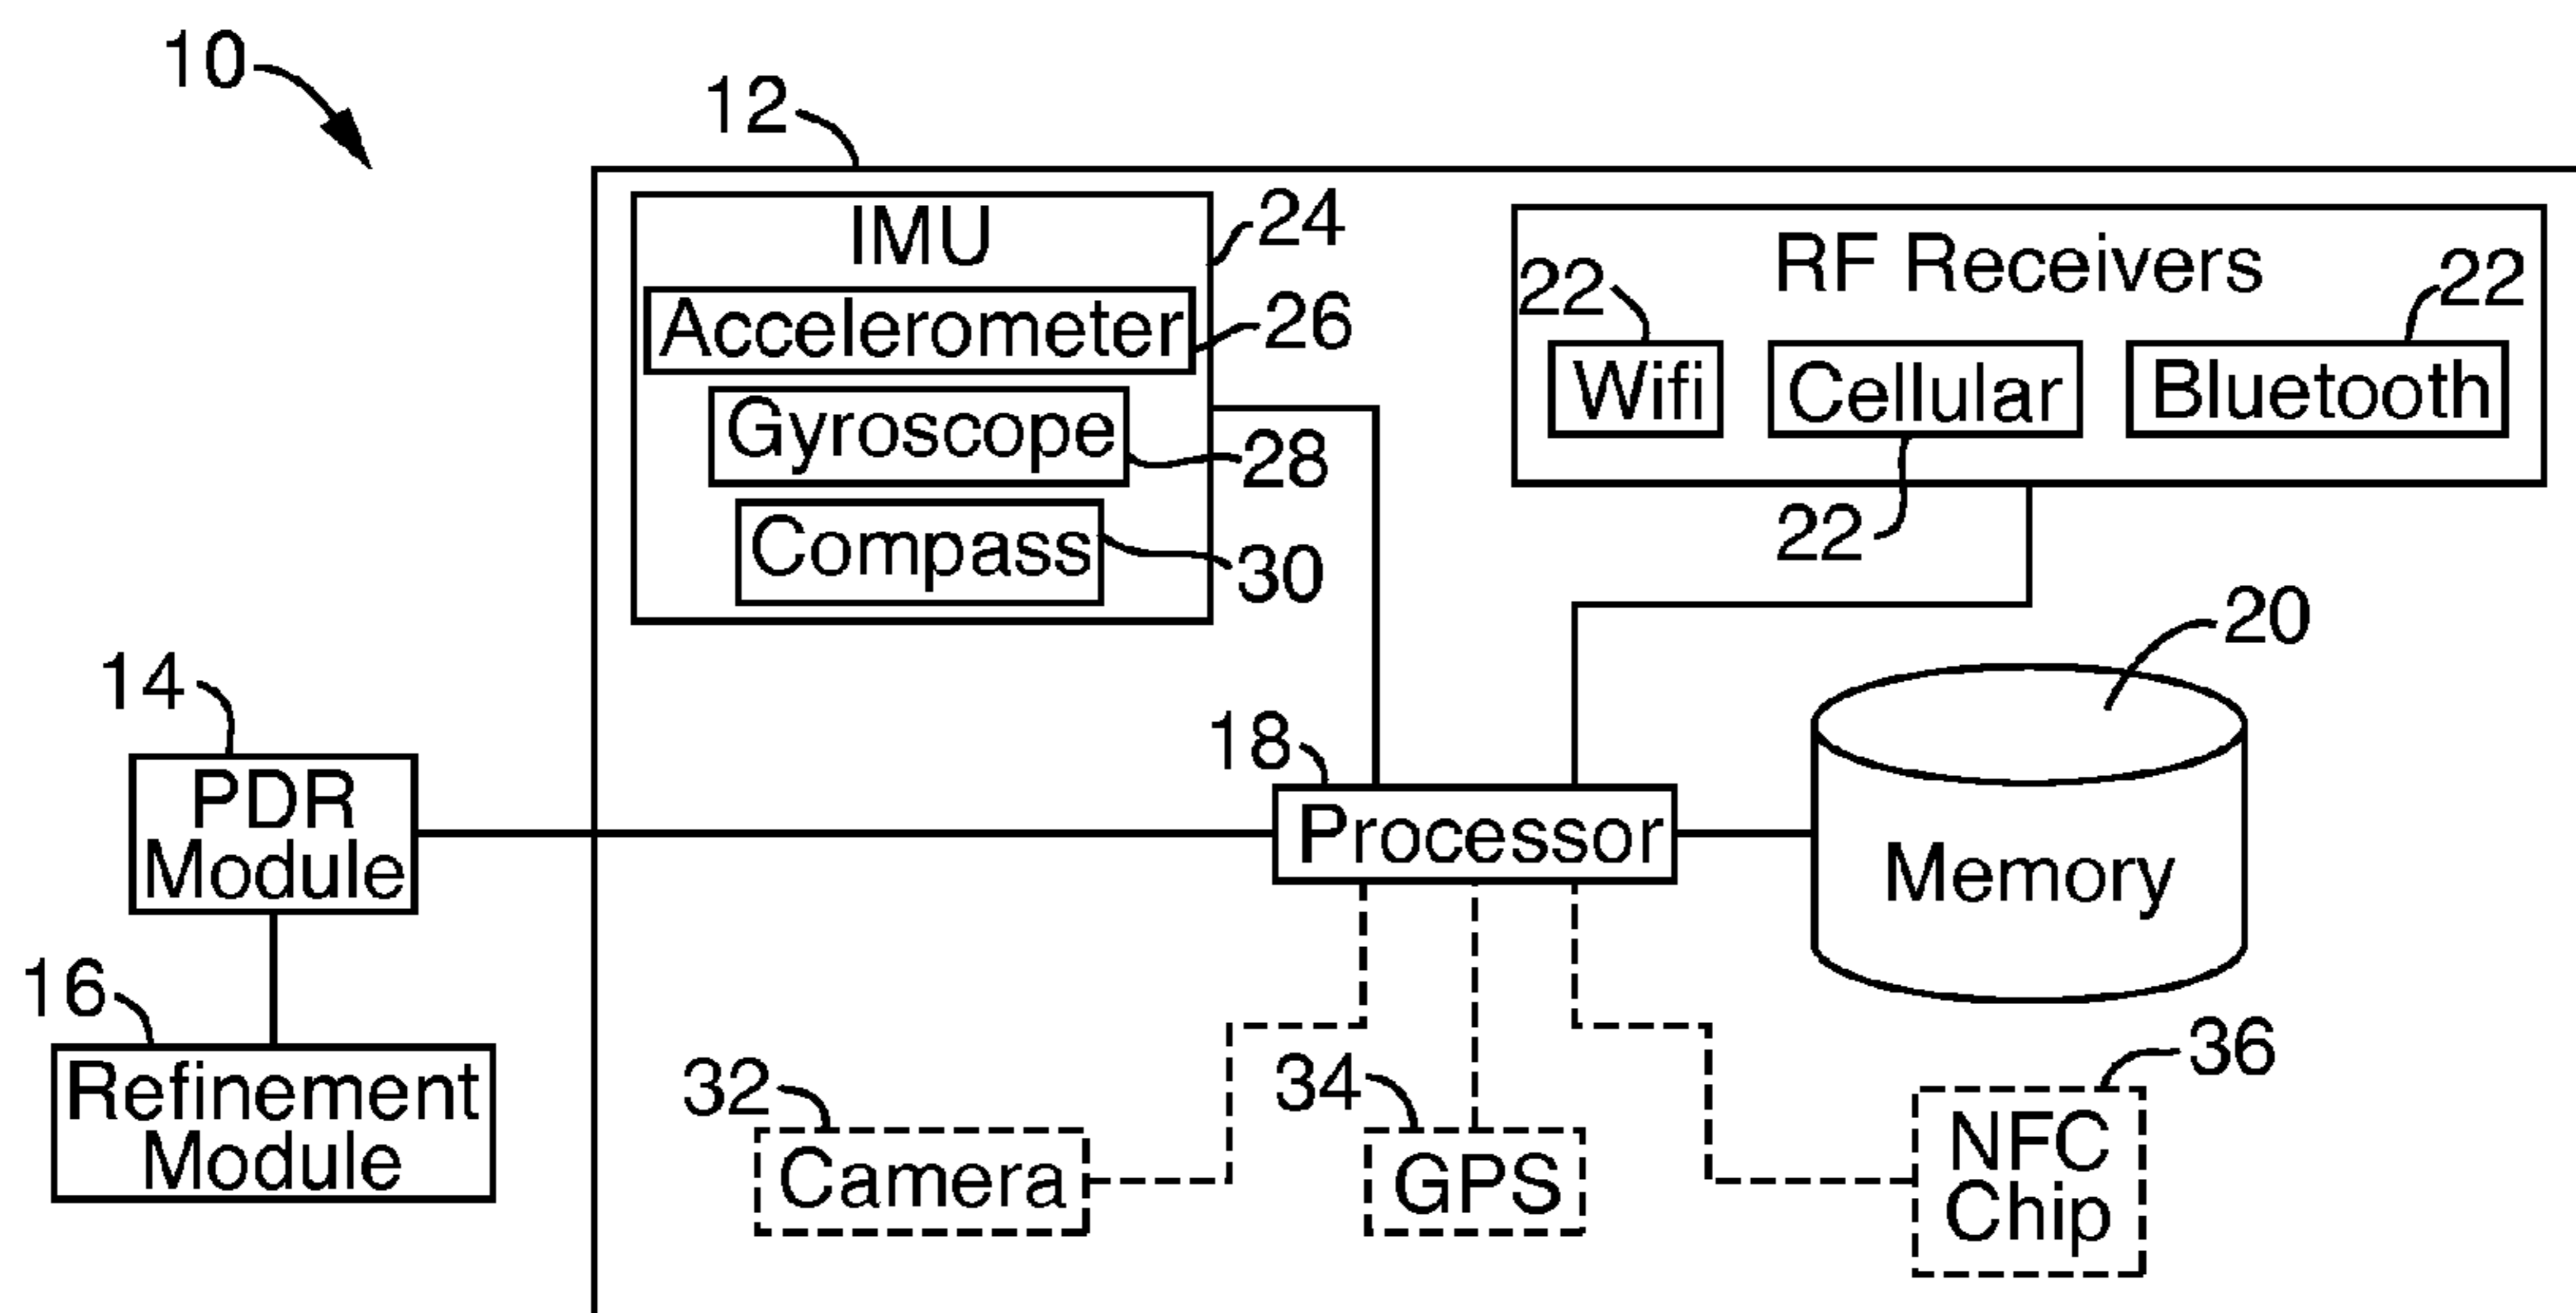 10
12
IMU
24
Accelerometer
26
Gyroscope
28
Compass
30
RF Receivers
22
22
Wifi
Cellular
Bluetooth
22
20
14
18
PDR
Module
Processor
Memory
16
Refinement
Module
32
34
36
Camera
GPS
NFC
Chip